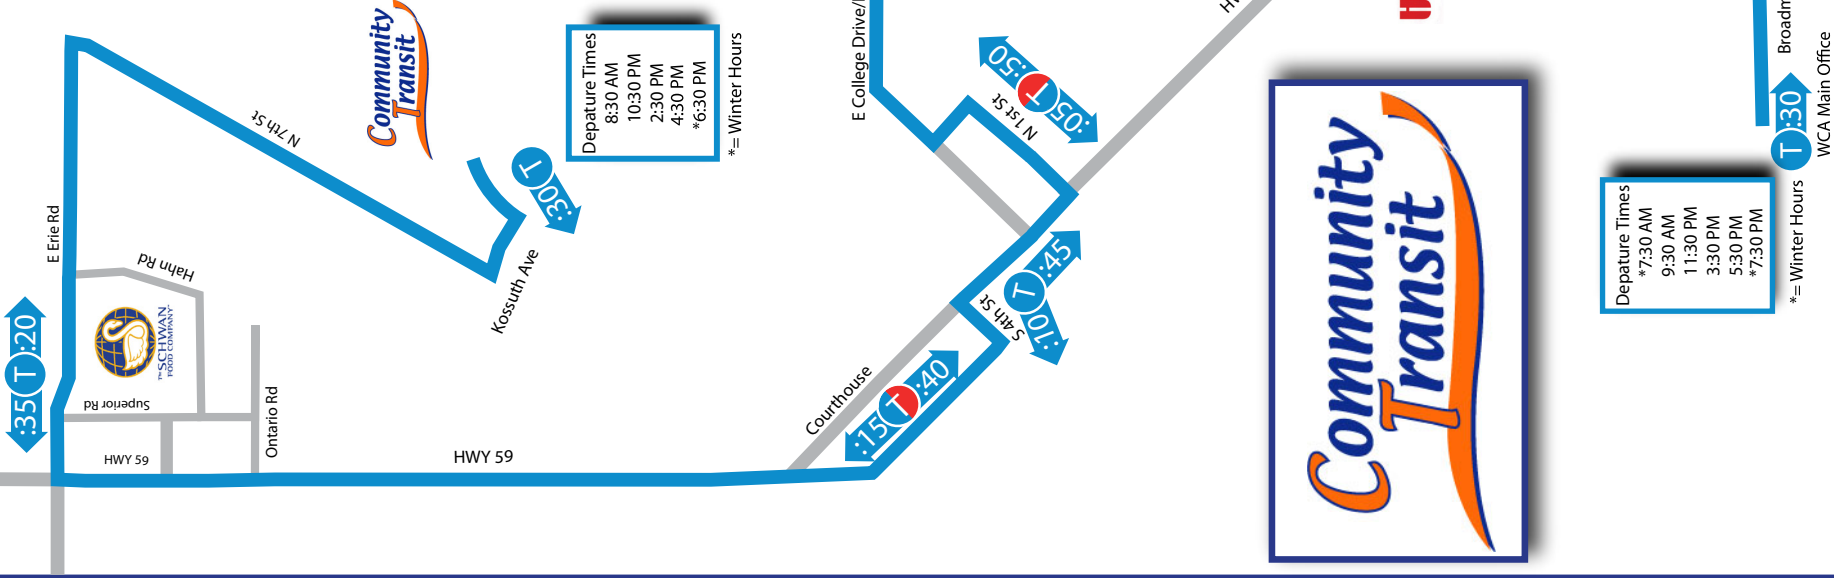 Community
Transit
Depature Times
8:30 AM
10:30 PM
2:30 PM
4:30 PM
*6:30 PM
*= Winter Hours
N 7th St
:30 T
Kossuth Ave
E Erie Rd
Hahn Rd
THE SCHWAN
FOOD COMPANY
:35 T :20
Superior Rd
Ontario Rd
HWY 59
HWY 59
E College Drive/
:50 T :05
N 1st St
T :45
:10
S 4th St
Courthouse
:15 T :40
Community
Transit
Broadm
T :30
WCA Main Office
Depature Times
*7:30 AM
9:30 AM
11:30 PM
3:30 PM
5:30 PM
*7:30 PM
*= Winter Hours